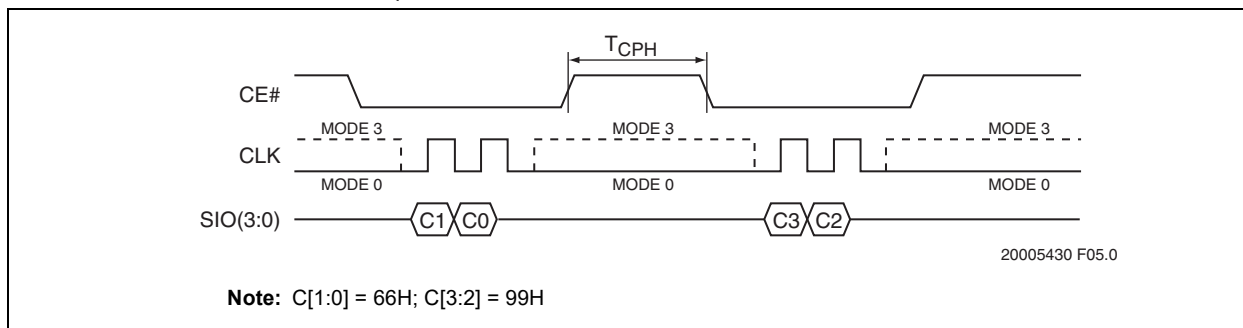 TCPH
CE#
MODE 3 MODE 3 MODE 3
CLK
MODE 0 MODE 0 MODE 0
SIO(3:0) C1 C0 C3 C2
20005430 F05.0
Note: C[1:0] = 66H; C[3:2] = 99H